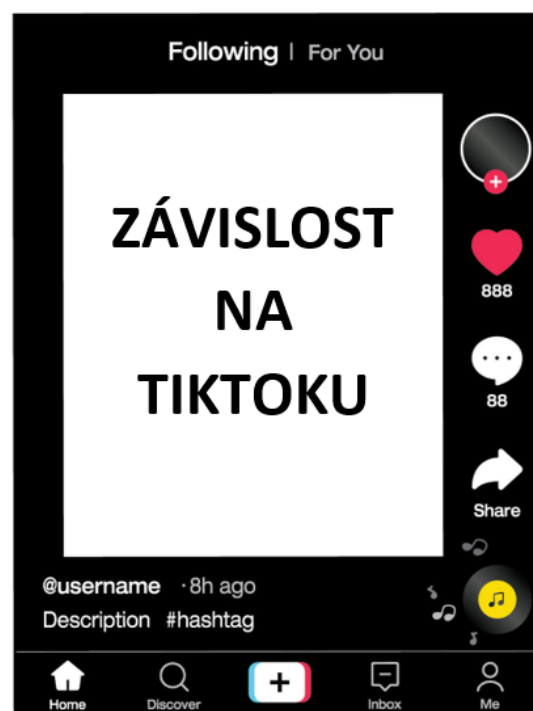 Following | For You
ZÁVISLOST
NA
TIKTOKU
888
88
Share
@username · 8h ago
Description #hashtag
Home Discover Inbox Me